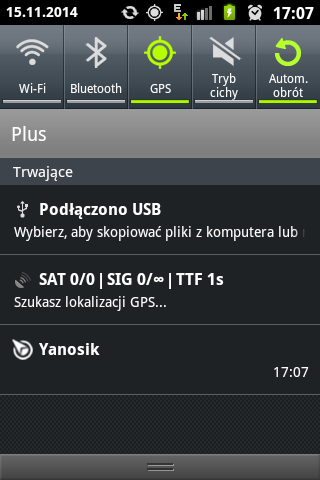 15.11.2014 E 17:07
Wi-Fi Bluetooth GPS Tryb cichy Autom. obrót
Plus
Trwające
Podłączono USB
Wybierz, aby skopiować pliki z komputera lub
SAT 0/0 | SIG 0/∞ | TTF 1s
Szukasz lokalizacji GPS...
Yanosik
17:07